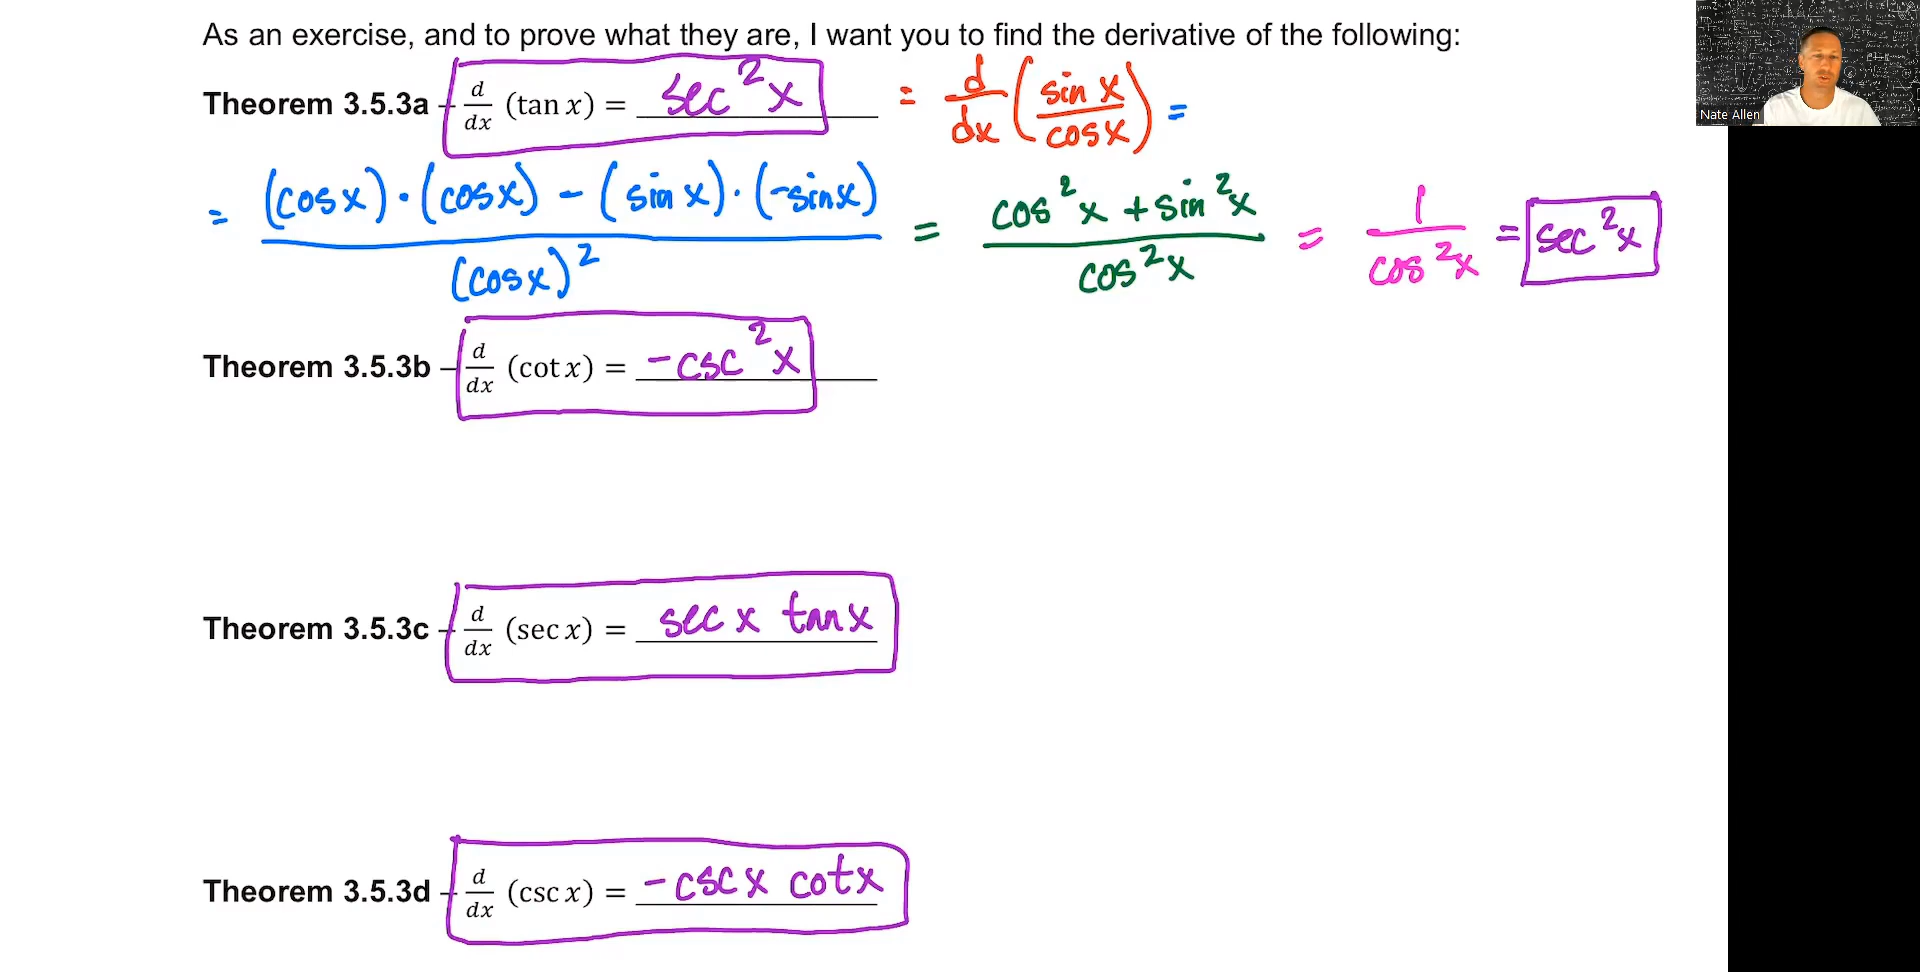 As an exercise, and to prove what they are, I want you to find the derivative of the following:
Theorem 3.5.3a – d/dx (tan x) = sec²x = d/dx (sin x / cos x) =
= ((cos x)·(cos x) − (sin x)·(−sin x)) / (cos x)² = (cos²x + sin²x) / cos²x = 1 / cos²x = sec²x
Theorem 3.5.3b – d/dx (cot x) = −csc²x
Theorem 3.5.3c – d/dx (sec x) = sec x tan x
Theorem 3.5.3d – d/dx (csc x) = −csc x cot x
Nate Allen